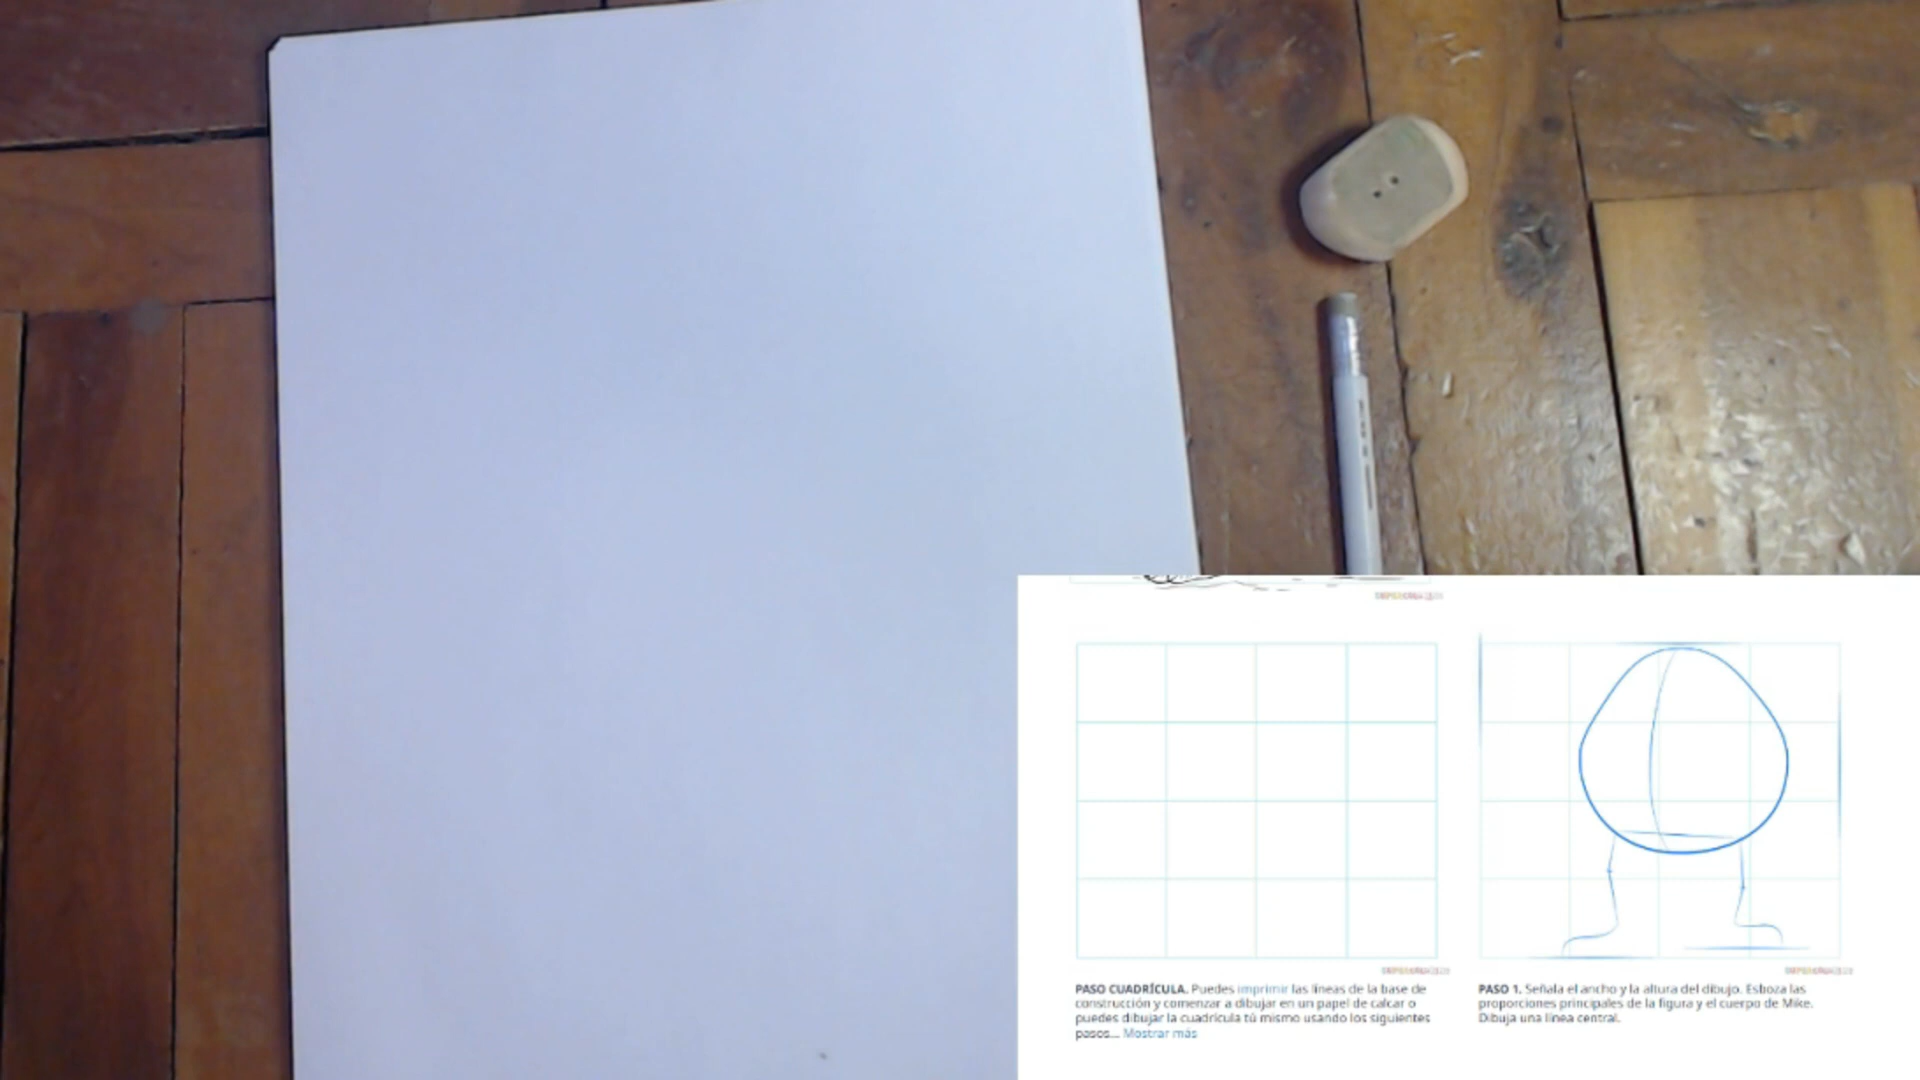 PASO CUADRÍCULA. Puedes imprimir las líneas de la base de
construcción y comenzar a dibujar en un papel de calcar o
puedes dibujar la cuadrícula tú mismo usando los siguientes
pasos... Mostrar más
PASO 1. Señala el ancho y la altura del dibujo. Esboza las
proporciones principales de la figura y el cuerpo de Mike.
Dibuja una línea central.